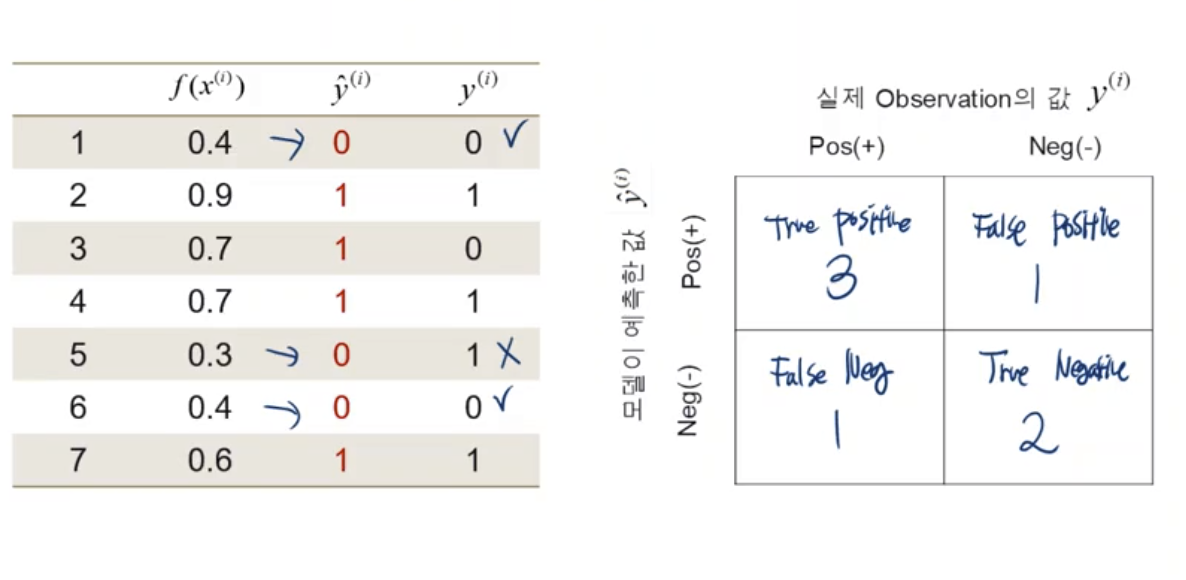 f(x⁽ⁱ⁾) ŷ⁽ⁱ⁾ y⁽ⁱ⁾
1 0.4 → 0 0 ✓
2 0.9 1 1
3 0.7 1 0
4 0.7 1 1
5 0.3 → 0 1 X
6 0.4 → 0 0 ✓
7 0.6 1 1
실제 Observation의 값 y⁽ⁱ⁾
Pos(+) Neg(-)
모델이 예측한 값 ŷ⁽ⁱ⁾
Pos(+)
True positive False positive
3 1
Neg(-)
False Neg True Negative
1 2